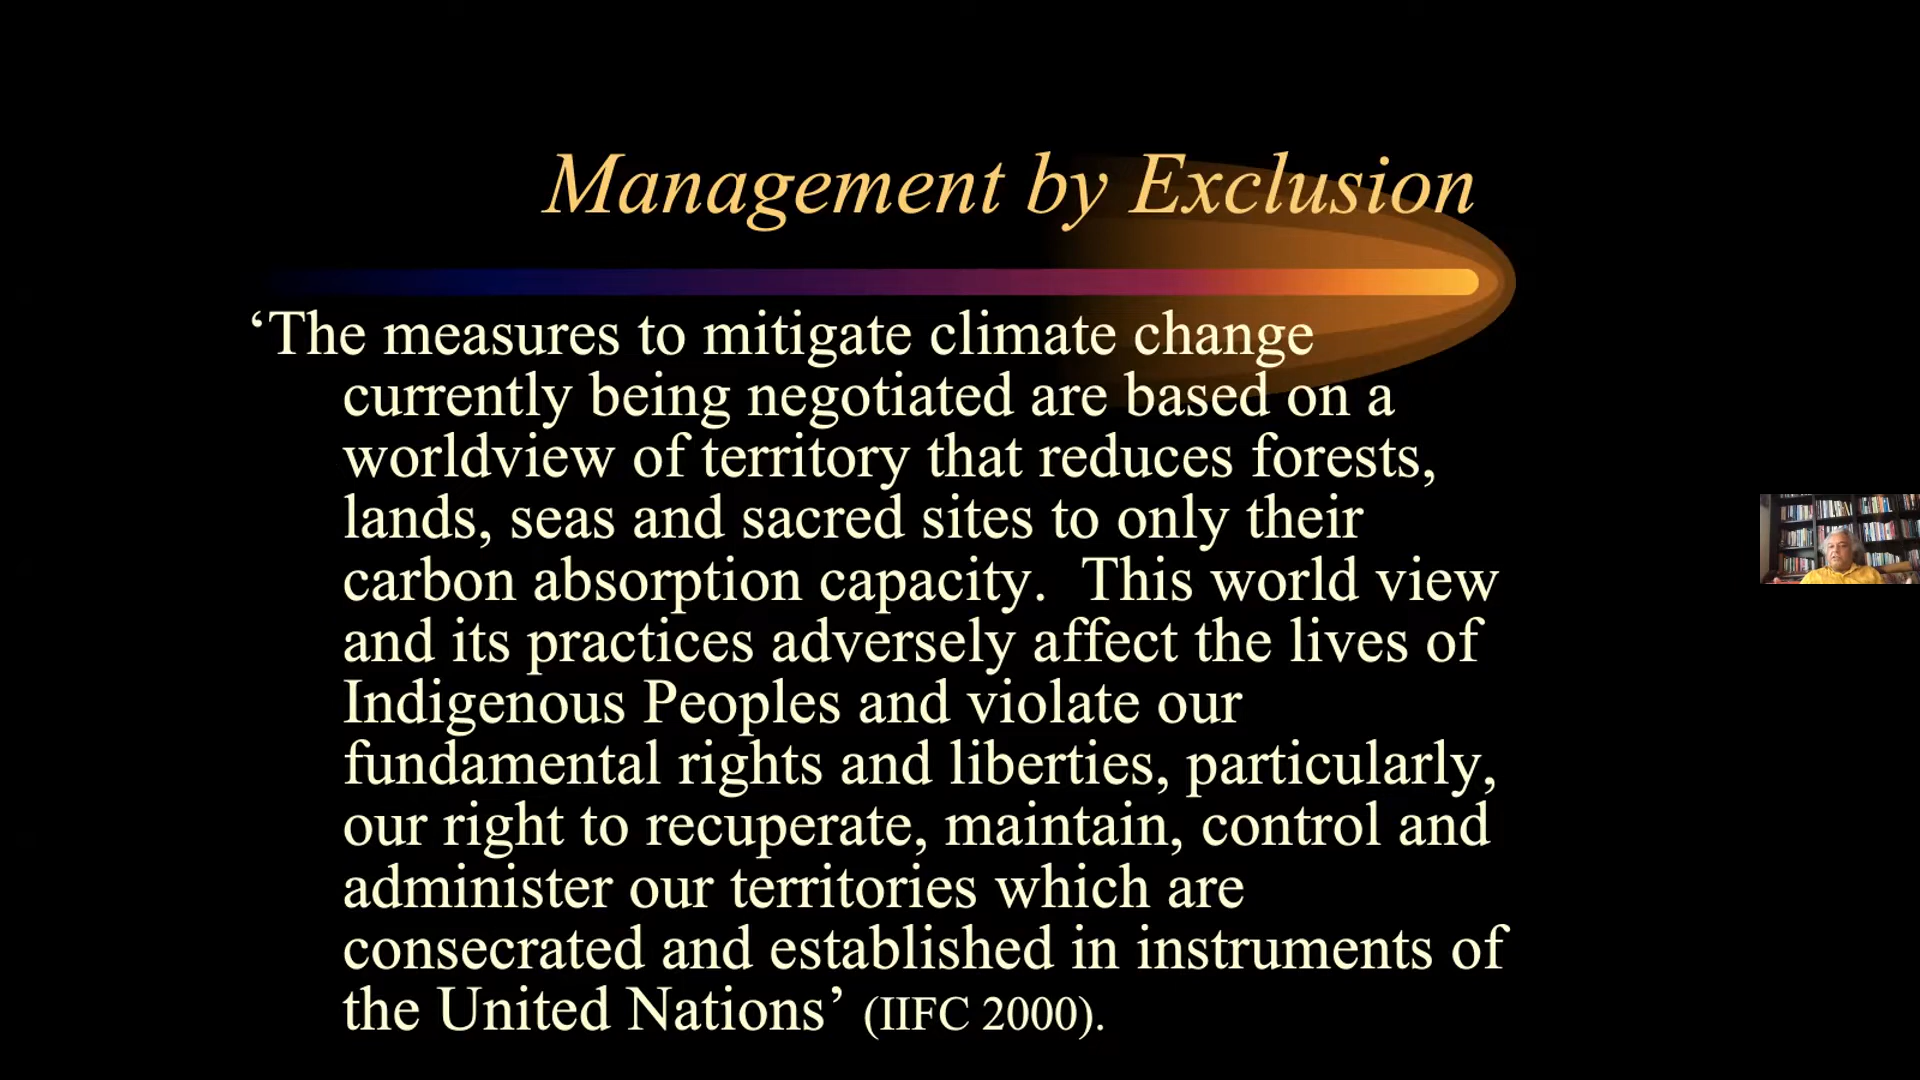 Management by Exclusion
‘The measures to mitigate climate change
currently being negotiated are based on a
worldview of territory that reduces forests,
lands, seas and sacred sites to only their
carbon absorption capacity.  This world view
and its practices adversely affect the lives of
Indigenous Peoples and violate our
fundamental rights and liberties, particularly,
our right to recuperate, maintain, control and
administer our territories which are
consecrated and established in instruments of
the United Nations’ (IIFC 2000).